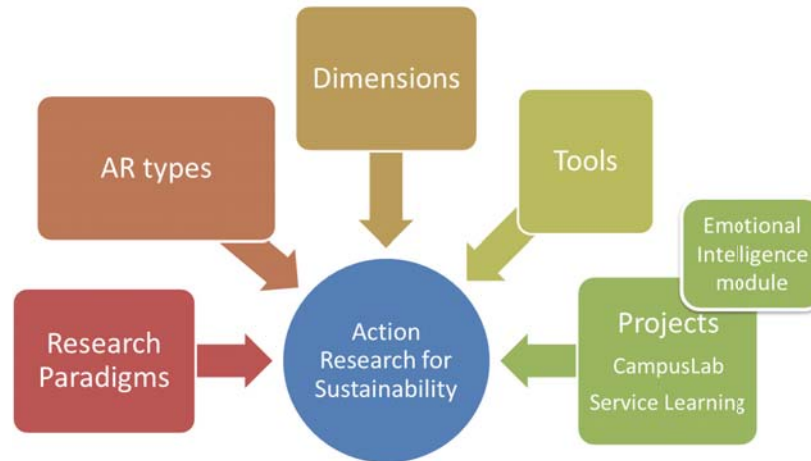 Dimensions
AR types
Tools
Emotional
Intelligence
module
Research
Paradigms
Action
Research for
Sustainability
Projects
CampusLab
Service Learning